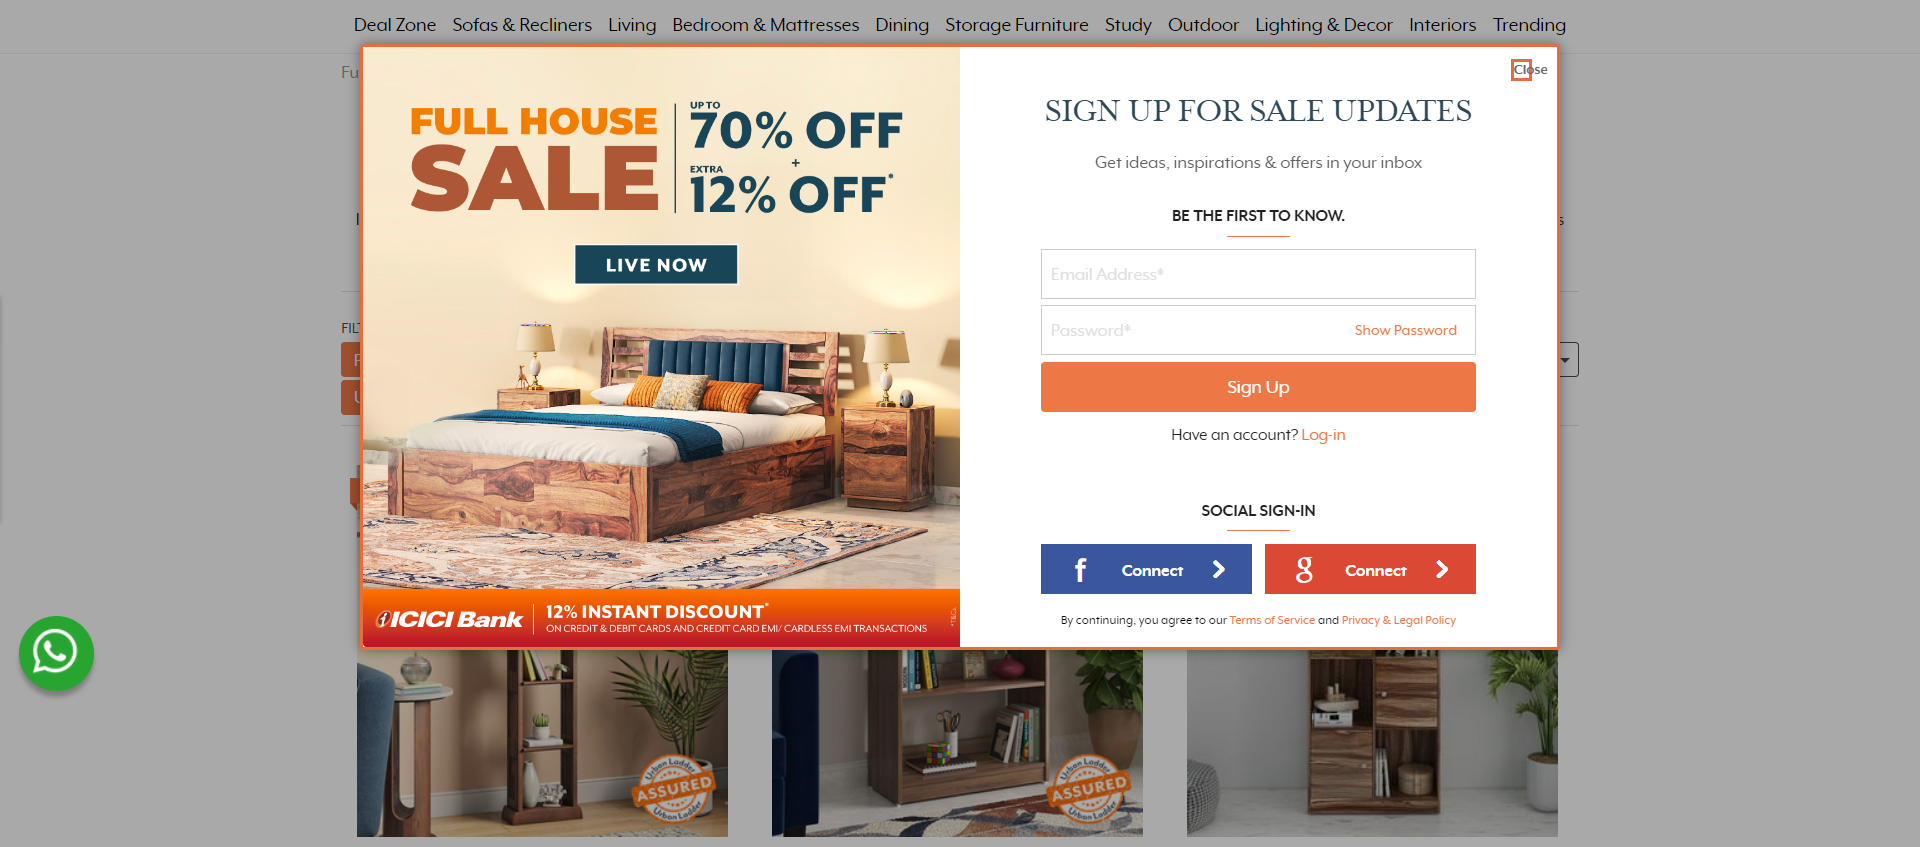 Deal Zone Sofas & Recliners Living Bedroom & Mattresses Dining Storage Furniture Study Outdoor Lighting & Decor Interiors Trending
Close
FULL HOUSE
SALE
UP TO
70% OFF
+
EXTRA
12% OFF*
LIVE NOW
ICICI Bank
12% INSTANT DISCOUNT*
ON CREDIT & DEBIT CARDS AND CREDIT CARD EMI/ CARDLESS EMI TRANSACTIONS
SIGN UP FOR SALE UPDATES
Get ideas, inspirations & offers in your inbox
BE THE FIRST TO KNOW.
Email Address*
Password*
Show Password
Sign Up
Have an account? Log-in
SOCIAL SIGN-IN
f Connect
g Connect
By continuing, you agree to our Terms of Service and Privacy & Legal Policy
Urban Ladder
ASSURED
Urban Ladder
Urban Ladder
ASSURED
Urban Ladder